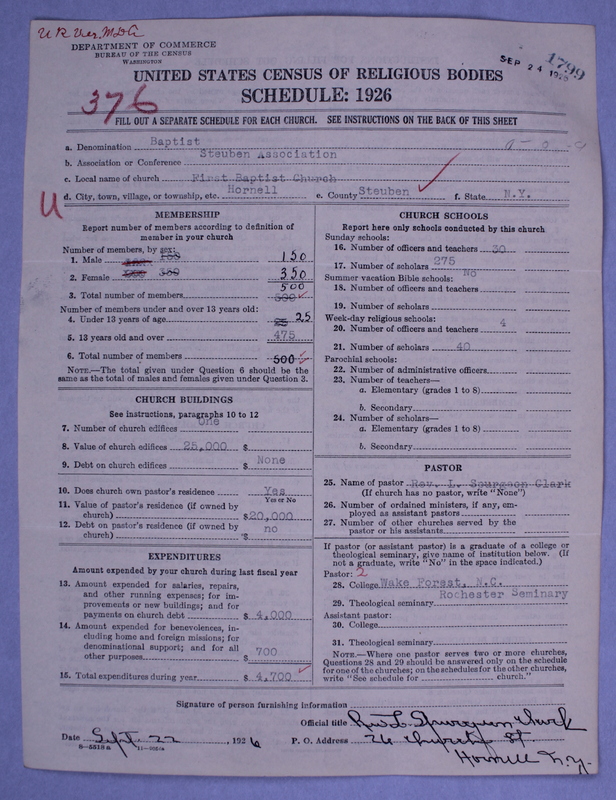 U R Ver. MDA
DEPARTMENT OF COMMERCE
BUREAU OF THE CENSUS
WASHINGTON
SEP 24 1926
1799
UNITED STATES CENSUS OF RELIGIOUS BODIES
376
SCHEDULE: 1926
FILL OUT A SEPARATE SCHEDULE FOR EACH CHURCH. SEE INSTRUCTIONS ON THE BACK OF THIS SHEET
a. Denomination Baptist
b. Association or Conference Steuben Association
c. Local name of church First Baptist Church
U
d. City, town, village, or township, etc. Hornell e. County Steuben f. State N.Y.
MEMBERSHIP
Report number of members according to definition of
member in your church
Number of members, by sex:
1. Male 150
2. Female 350 350
3. Total number of members 500 500
Number of members under and over 13 years old:
4. Under 13 years of age 25 25
5. 13 years old and over 475
6. Total number of members 500
NOTE.—The total given under Question 6 should be the
same as the total of males and females given under Question 3.
CHURCH BUILDINGS
See instructions, paragraphs 10 to 12
7. Number of church edifices One
8. Value of church edifices 25,000 $
9. Debt on church edifices $ None
10. Does church own pastor's residence Yes
Yes or No
11. Value of pastor's residence (if owned by
church) $20,000
12. Debt on pastor's residence (if owned by
church) $ no
EXPENDITURES
Amount expended by your church during last fiscal year
13. Amount expended for salaries, repairs,
and other running expenses; for im-
provements or new buildings; and for
payments on church debt $ 4,000
14. Amount expended for benevolences, in-
cluding home and foreign missions; for
denominational support; and for all
other purposes $ 700
15. Total expenditures during year $ 4,700
CHURCH SCHOOLS
Report here only schools conducted by this church
Sunday schools:
16. Number of officers and teachers 30
17. Number of scholars 275
Summer vacation Bible schools: No
18. Number of officers and teachers
19. Number of scholars
Week-day religious schools:
20. Number of officers and teachers 4
21. Number of scholars 40
Parochial schools:
22. Number of administrative officers
23. Number of teachers—
a. Elementary (grades 1 to 8)
b. Secondary
24. Number of scholars—
a. Elementary (grades 1 to 8)
b. Secondary
PASTOR
25. Name of pastor Rev. L. Spurgeon Clark
(If church has no pastor, write "None")
26. Number of ordained ministers, if any, em-
ployed as assistant pastors
27. Number of other churches served by the
pastor or his assistants
If pastor (or assistant pastor) is a graduate of a college or
theological seminary, give name of institution below. (If
not a graduate, write "No" in the space indicated.)
Pastor: 2
28. College Wake Forest, N.C.
29. Theological seminary Rochester Seminary
Assistant pastor:
30. College
31. Theological seminary
NOTE.—Where one pastor serves two or more churches,
Questions 28 and 29 should be answered only on the schedule
for one of the churches; on the schedules for the other churches,
write "See schedule for church."
Signature of person furnishing information
Official title Rev. L. Spurgeon Clark
Date Sept. 22, 1926 P. O. Address 26 Church St.
Hornell N.Y.
8—5518a 11—9051a